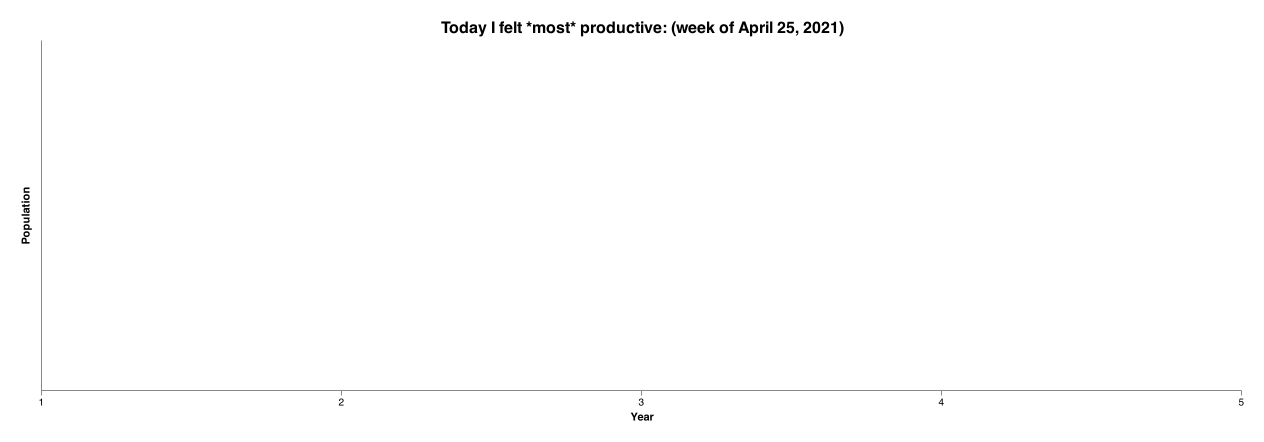 Today I felt *most* productive: (week of April 25, 2021)
Population
1 2 3 4 5
Year